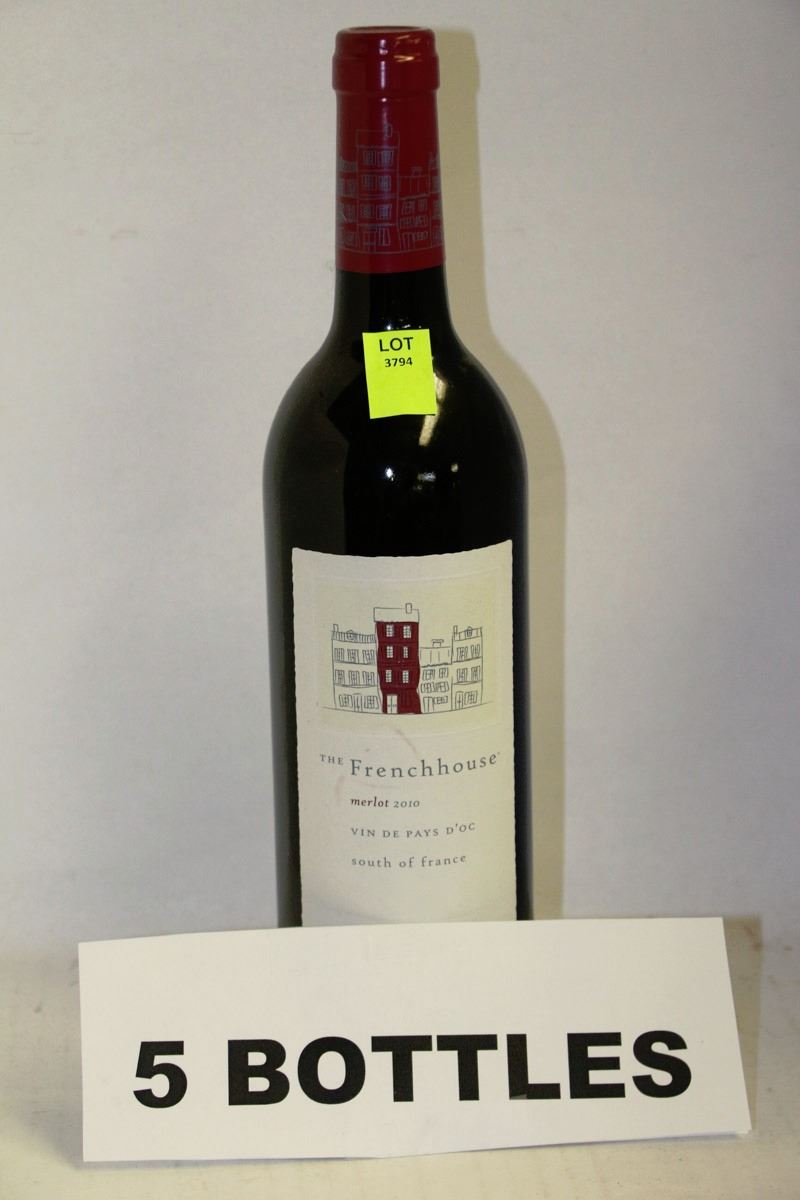 LOT
3794
THE Frenchhouse
merlot 2010
VIN DE PAYS D'OC
south of france
5 BOTTLES